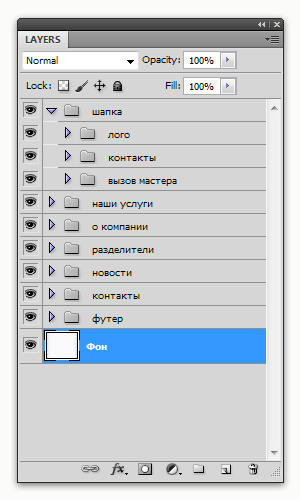 LAYERS
Normal Opacity: 100%
Lock: Fill: 100%
шапка
лого
контакты
вызов мастера
наши услуги
о компании
разделители
новости
контакты
футер
Фон
fx.